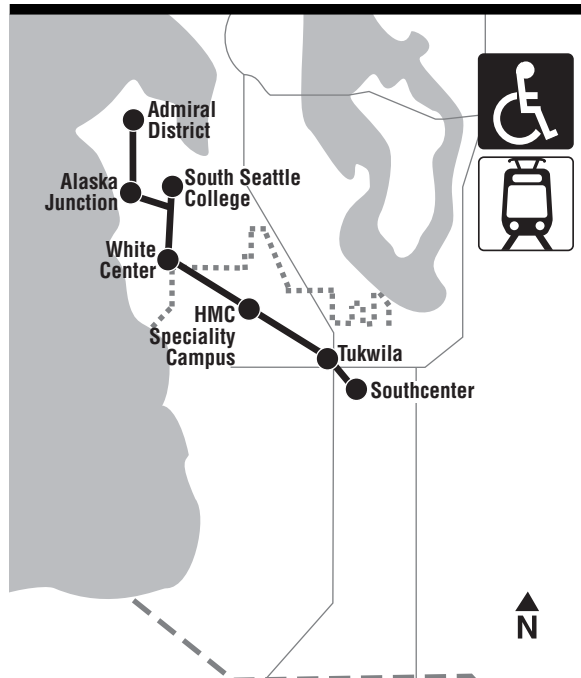 Admiral
District
Alaska
Junction
South Seattle
College
White
Center
HMC
Speciality
Campus
Tukwila
Southcenter
N